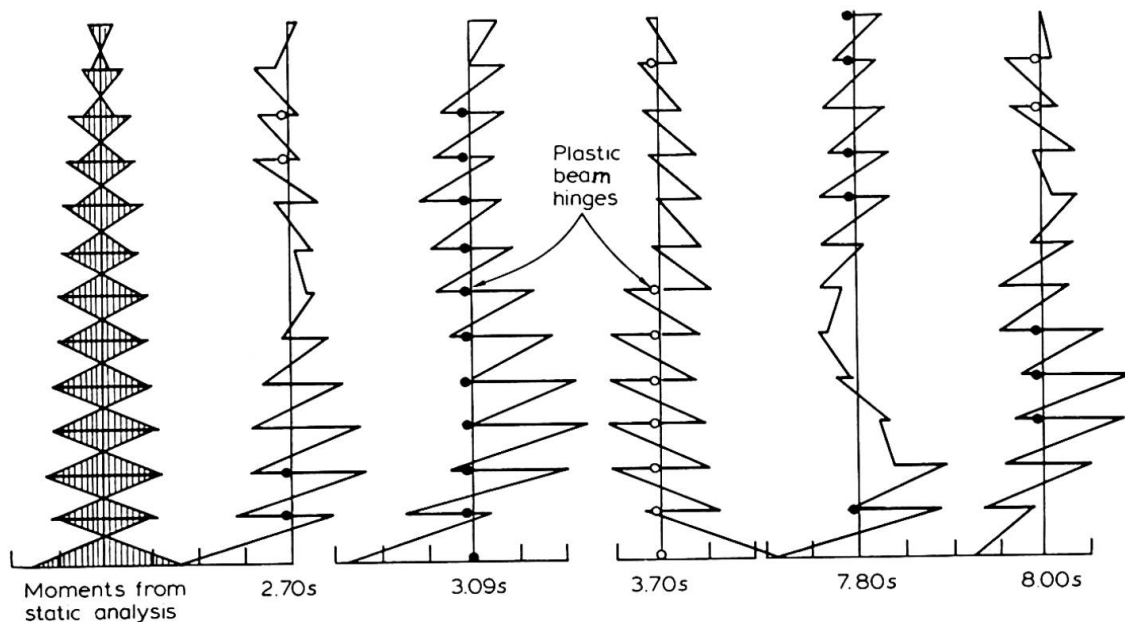 Plastic
beam
hinges
Moments from
static analysis
2.70s
3.09s
3.70s
7.80s
8.00s